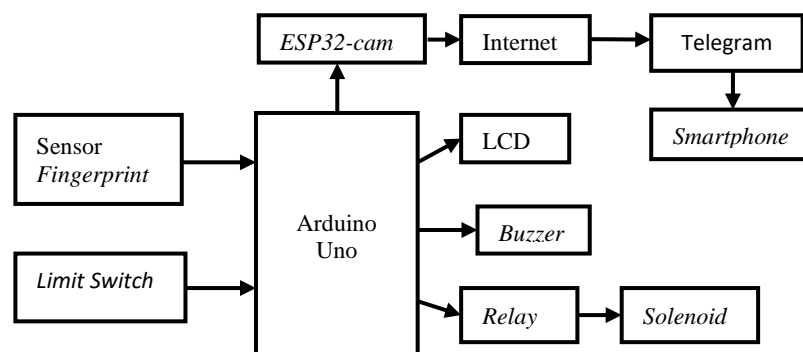 ESP32-cam
Internet
Telegram
Smartphone
Sensor
Fingerprint
LCD
Arduino
Uno
Buzzer
Limit Switch
Relay
Solenoid